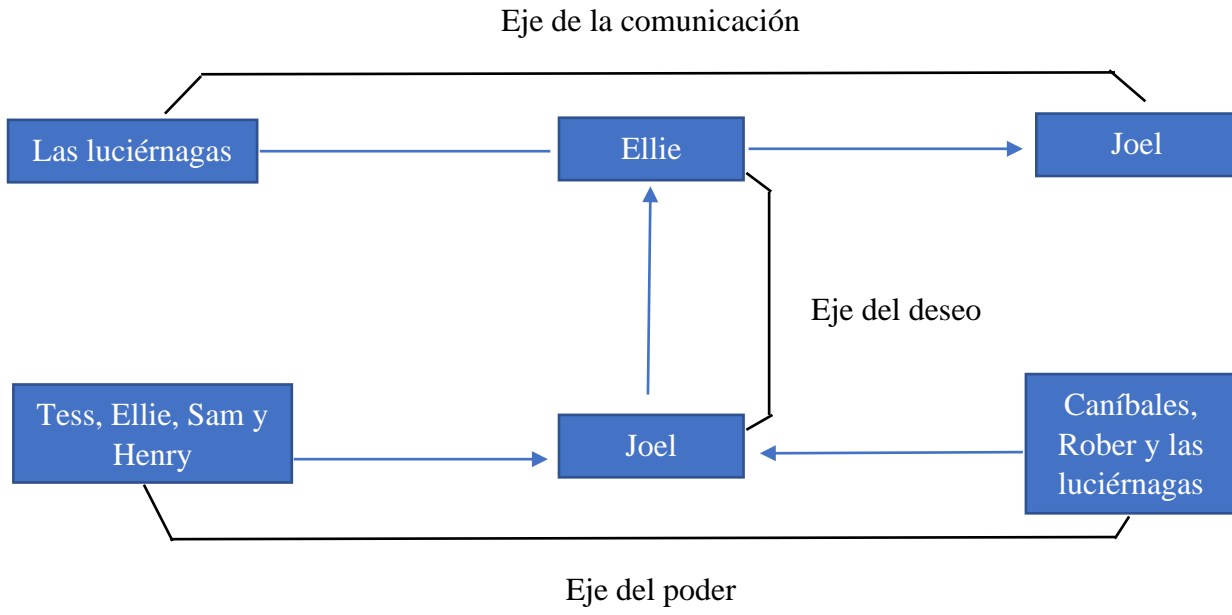 Eje de la comunicación
Las luciérnagas
Ellie
Joel
Eje del deseo
Tess, Ellie, Sam y
Henry
Joel
Caníbales,
Rober y las
luciérnagas
Eje del poder